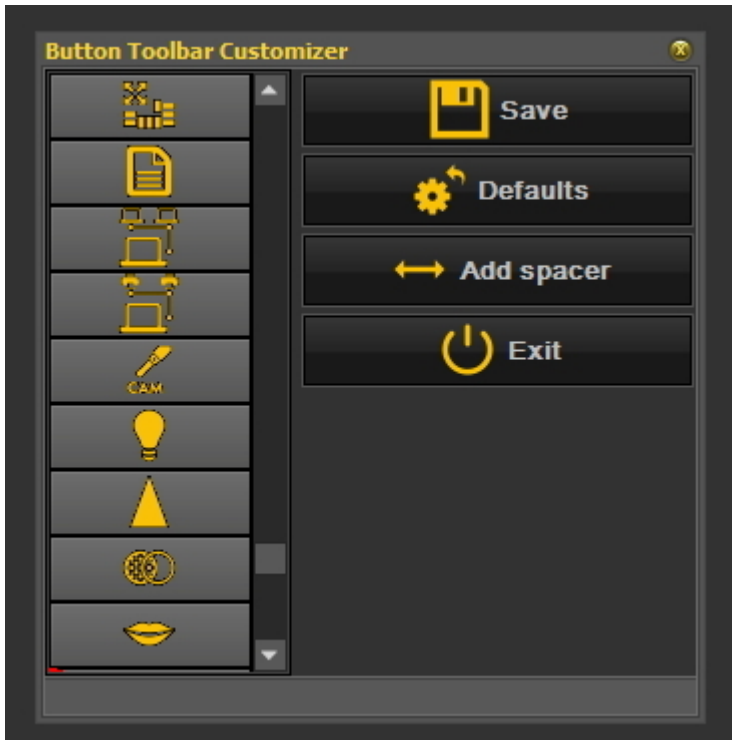 Button Toolbar Customizer
Save
Defaults
Add spacer
Exit
CAM